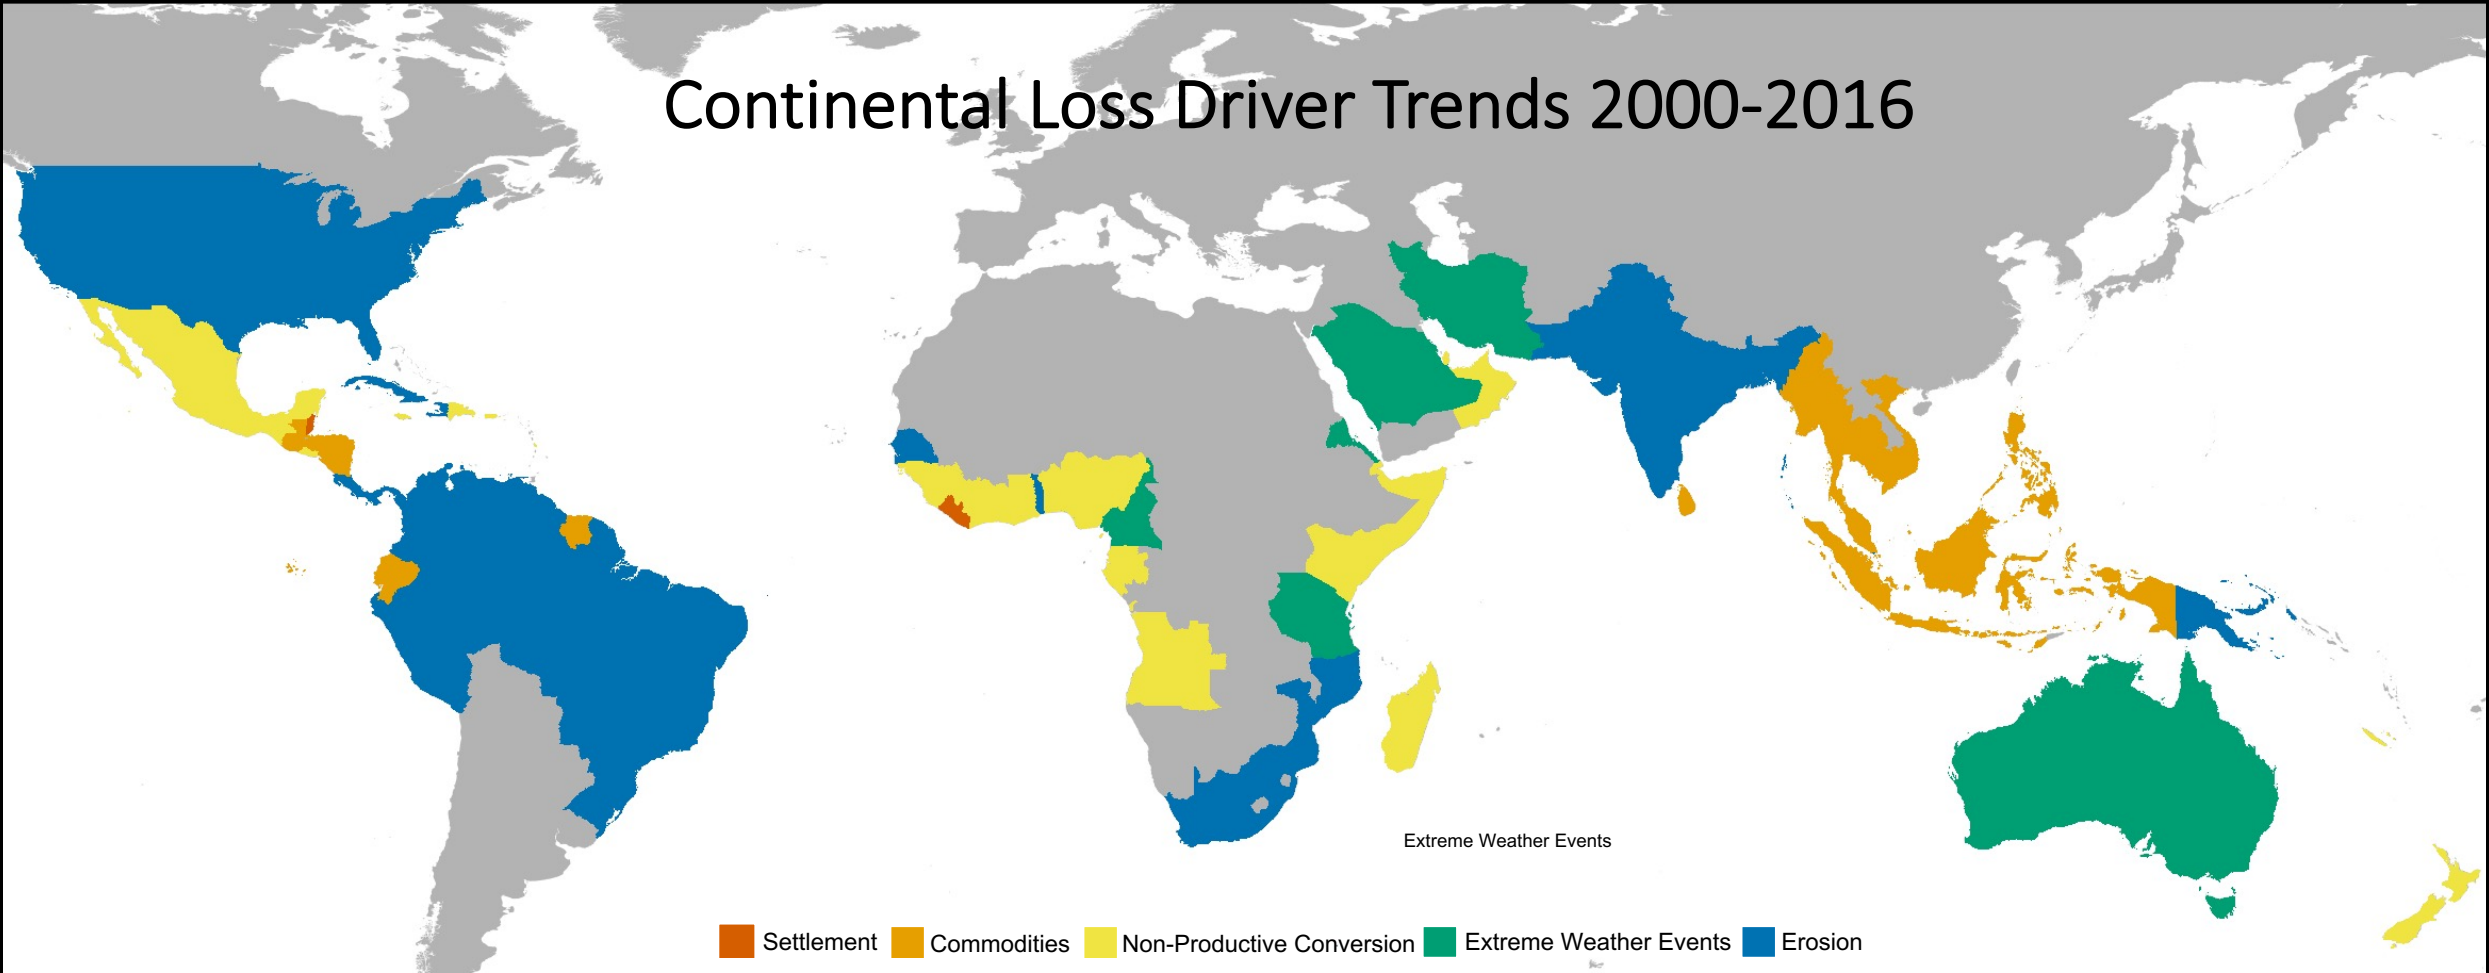 Continental Loss Driver Trends 2000-2016
Extreme Weather Events
Settlement Commodities Non-Productive Conversion Extreme Weather Events Erosion